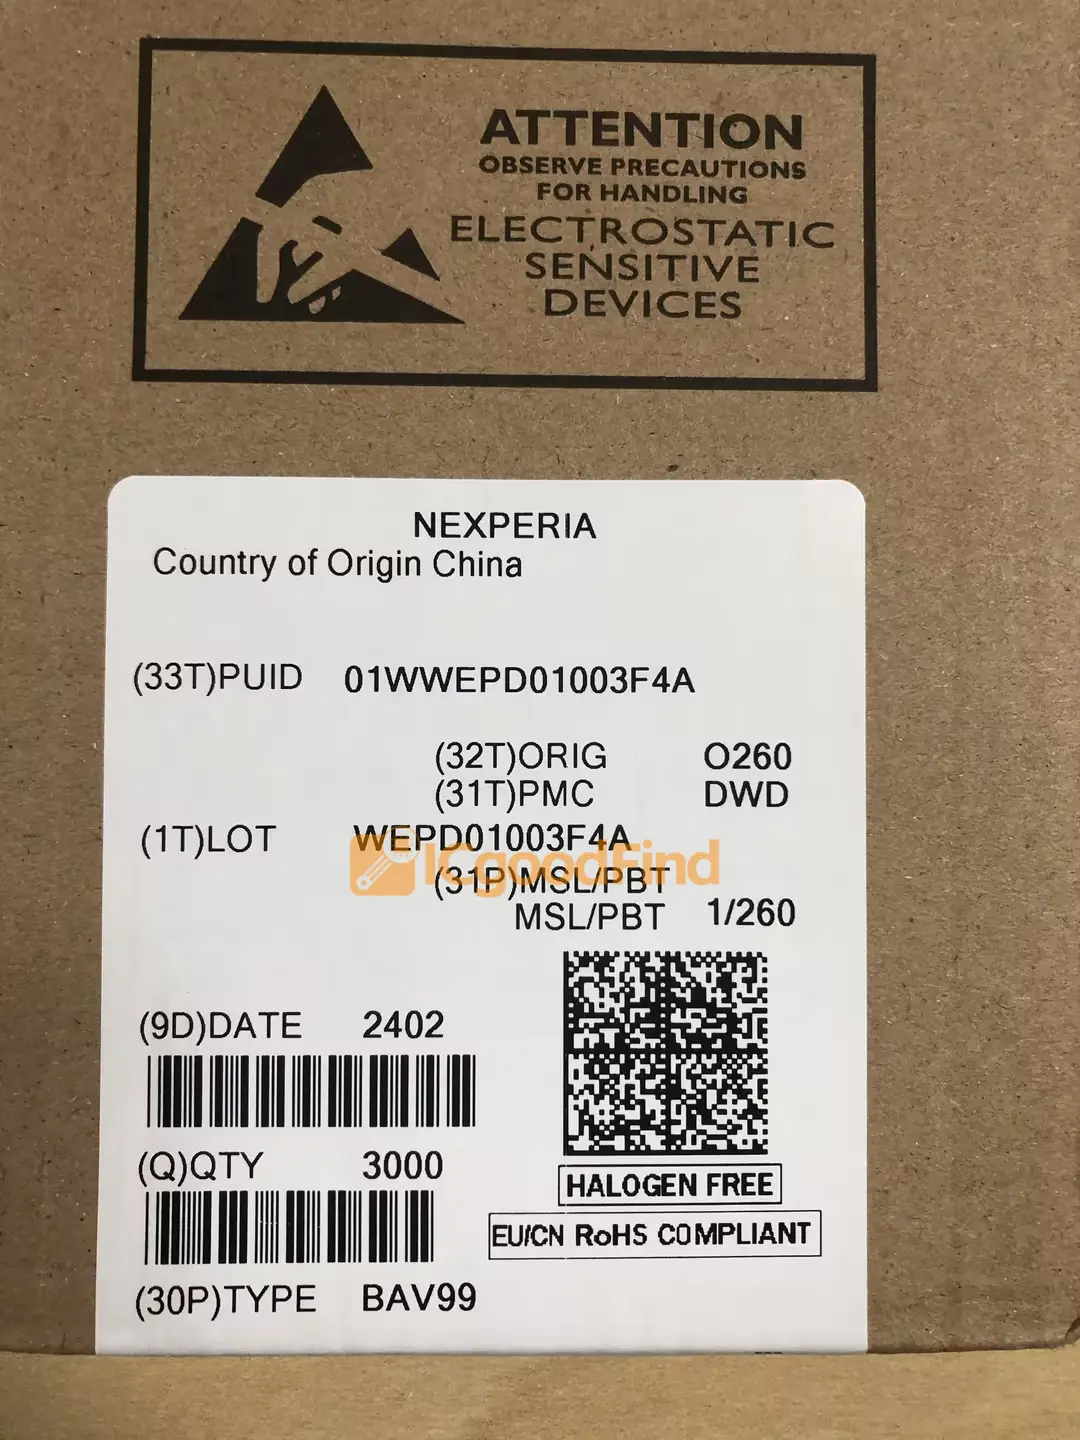 ATTENTION
OBSERVE PRECAUTIONS
FOR HANDLING
ELECTROSTATIC
SENSITIVE
DEVICES
NEXPERIA
Country of Origin China
(33T)PUID 01WWEPD01003F4A
(32T)ORIG O260
(31T)PMC DWD
(1T)LOT WEPD01003F4A
ICgoodFind
(31P)MSL/PBT
MSL/PBT 1/260
(9D)DATE 2402
(Q)QTY 3000
HALOGEN FREE
EU/CN RoHS COMPLIANT
(30P)TYPE BAV99